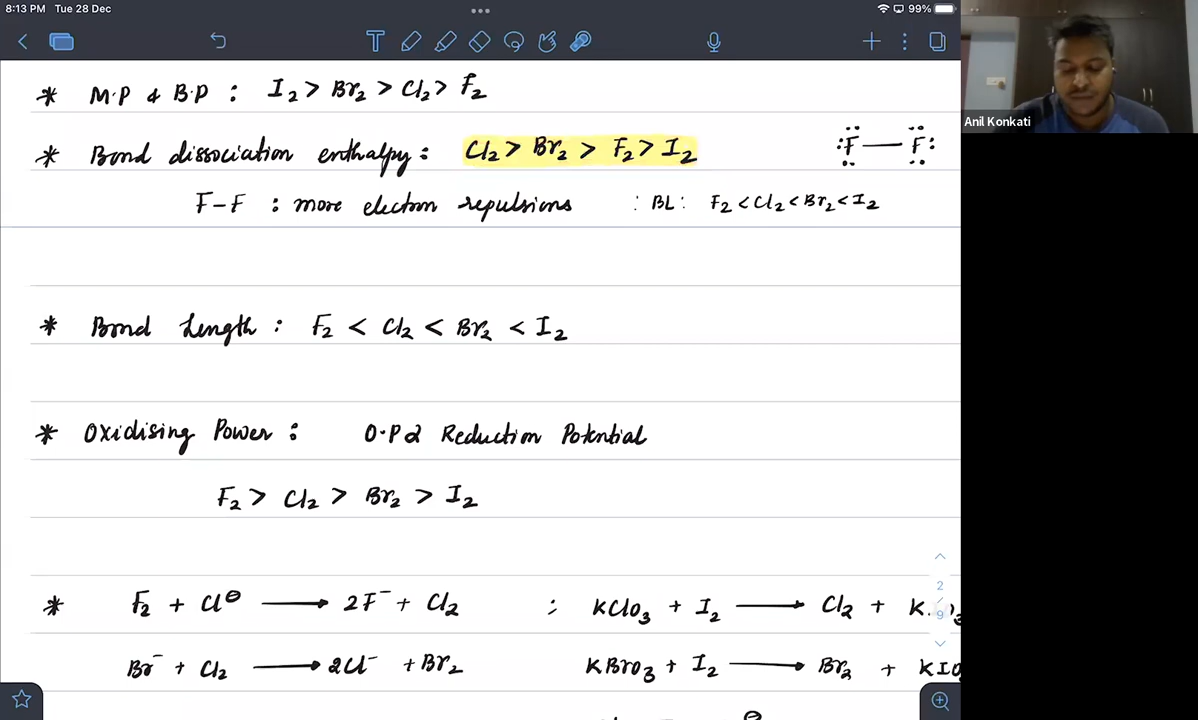 8:13 PM Tue 28 Dec
99%
* M.P & B.P : I₂ > Br₂ > Cl₂ > F₂
* Bond dissociation enthalpy : Cl₂ > Br₂ > F₂ > I₂ :F̈ — F̈:
F-F : more electron repulsions : BL : F₂ < Cl₂ < Br₂ < I₂
* Bond Length : F₂ < Cl₂ < Br₂ < I₂
* Oxidising Power : O.P α Reduction Potential
F₂ > Cl₂ > Br₂ > I₂
* F₂ + Cl⊖ ⟶ 2F⁻ + Cl₂ ; KClO₃ + I₂ ⟶ Cl₂ + K
Br⁻ + Cl₂ ⟶ 2Cl⁻ + Br₂ KBrO₃ + I₂ ⟶ Br₂ + KIO
2
/
9
Anil Konkati